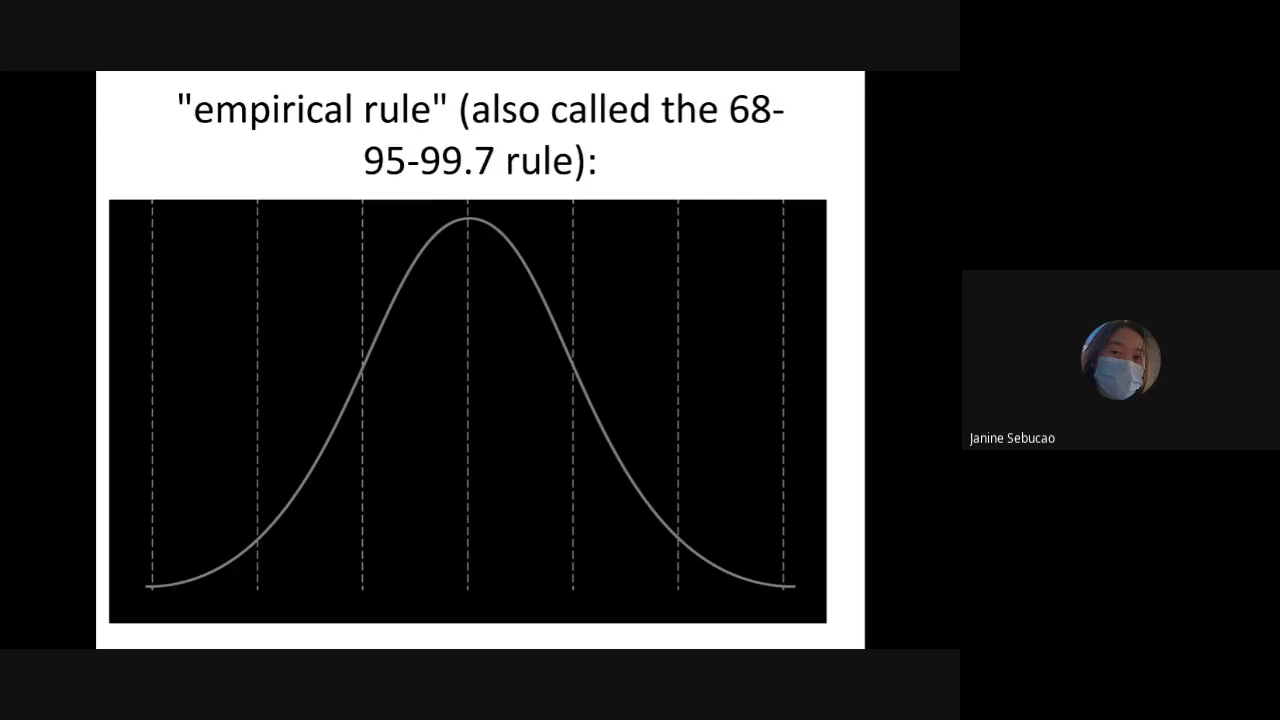 "empirical rule" (also called the 68-
95-99.7 rule):
Janine Sebucao